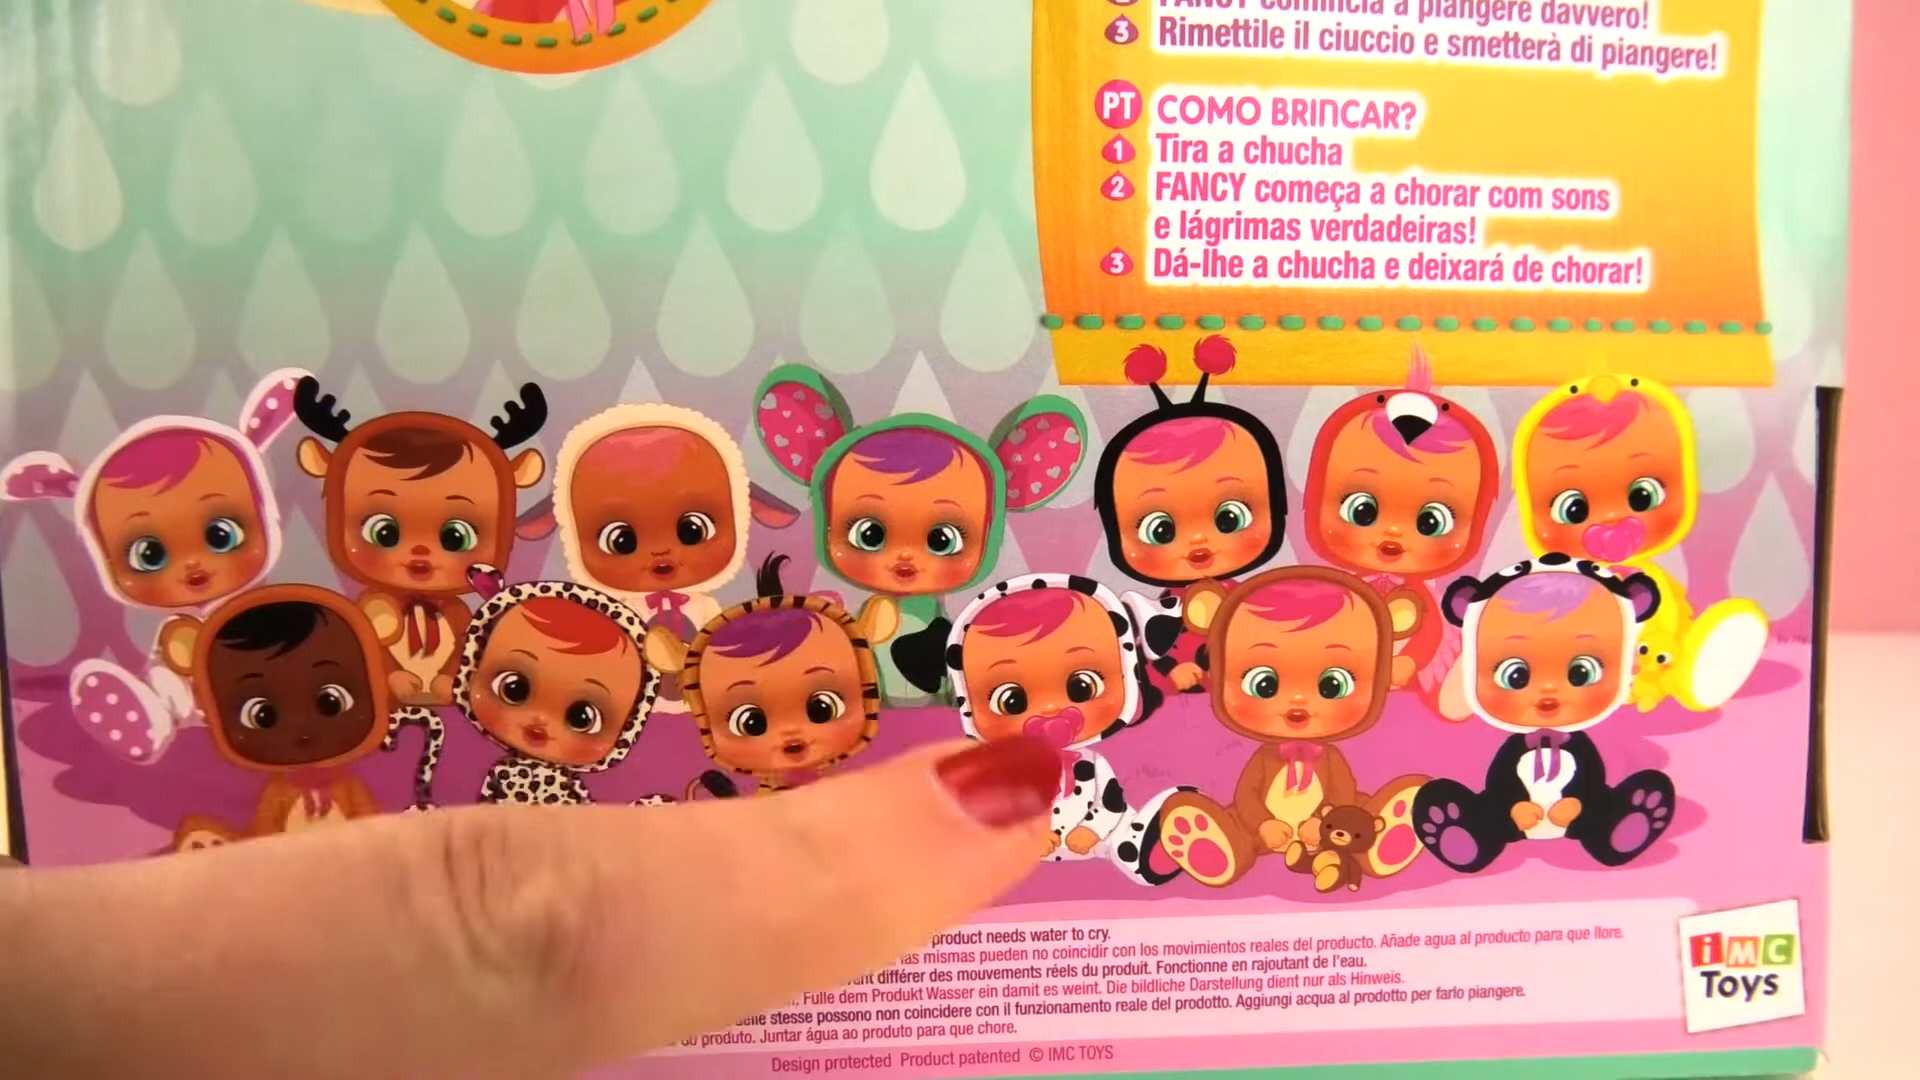 FANCY comincia a piangere davvero!
3 Rimettile il ciuccio e smetterà di piangere!
PT COMO BRINCAR?
1 Tira a chucha
2 FANCY começa a chorar com sons
e lágrimas verdadeiras!
3 Dá-lhe a chucha e deixará de chorar!
product needs water to cry.
las mismas pueden no coincidir con los movimientos reales del producto. Añade agua al producto para que llore.
différer des mouvements réels du produit. Fonctionne en rajoutant de l'eau.
Fülle dem Produkt Wasser ein damit es weint. Die bildliche Darstellung dient nur als Hinweis.
stesse possono non coincidere con il funzionamento reale del prodotto. Aggiungi acqua al prodotto per farlo piangere.
produto. Juntar água ao produto para que chore.
Design protected Product patented © IMC TOYS
iMC
Toys